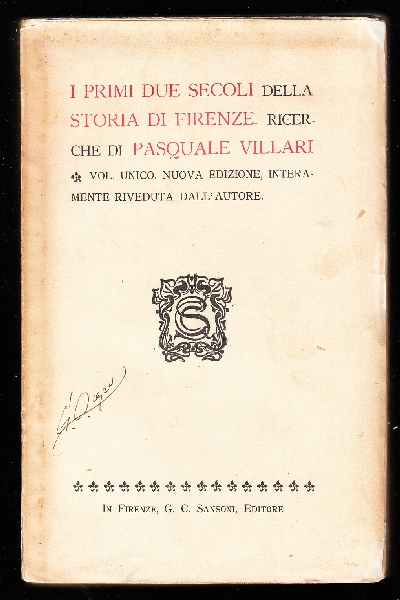 I PRIMI DUE SECOLI DELLA
STORIA DI FIRENZE. RICER-
CHE DI PASQUALE VILLARI
VOL. UNICO. NUOVA EDIZIONE, INTERA-
MENTE RIVEDUTA DALL'AUTORE.
IN FIRENZE, G. C. SANSONI, EDITORE